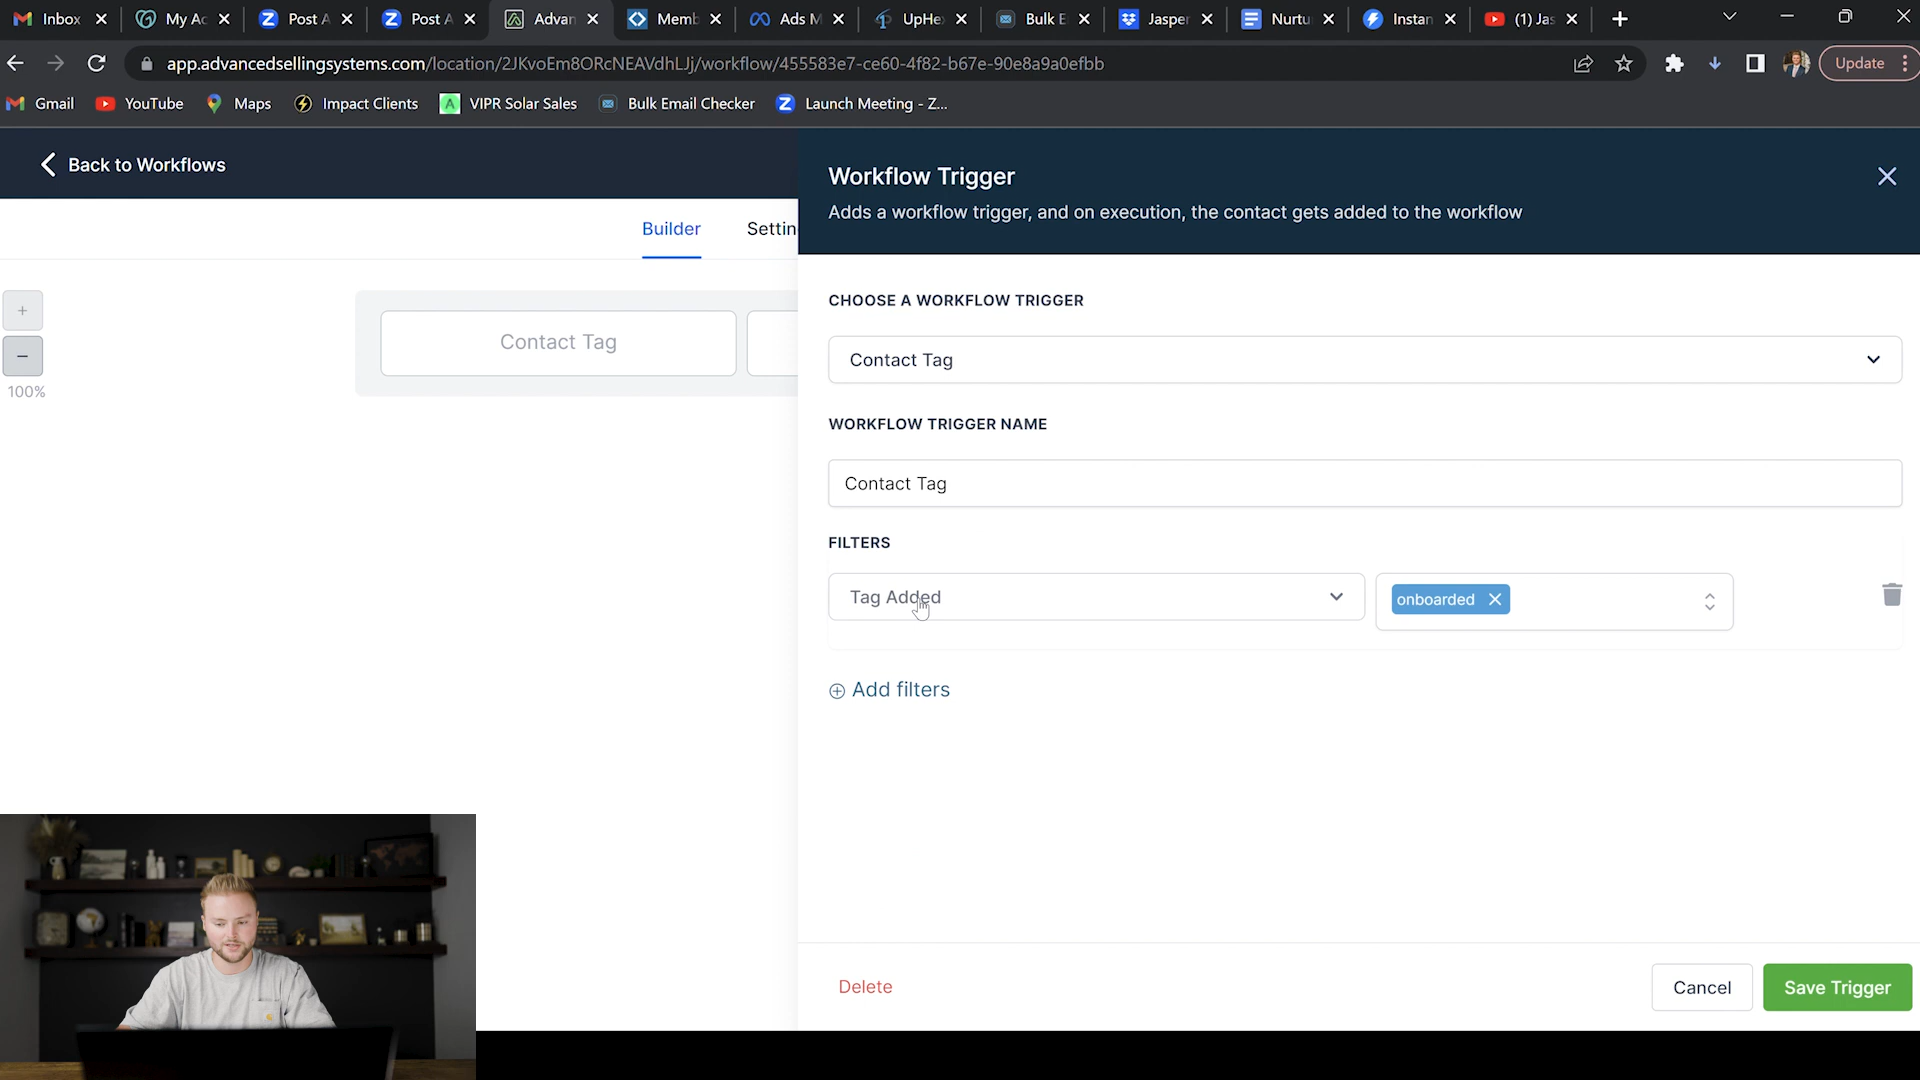 Inbox
My Ac
Post A
Post A
Advan
Memb
Ads M
UpHe
Bulk E
Jasper
Nurtu
Instan
(1) Jas
app.advancedsellingsystems.com/location/2JKvoEm8ORcNEAVdhLJj/workflow/455583e7-ce60-4f82-b67e-90e8a9a0efbb
Update
Gmail
YouTube
Maps
Impact Clients
VIPR Solar Sales
Bulk Email Checker
Launch Meeting - Z...
Back to Workflows
Builder
Settin
+
−
100%
Contact Tag
Workflow Trigger
Adds a workflow trigger, and on execution, the contact gets added to the workflow
CHOOSE A WORKFLOW TRIGGER
Contact Tag
WORKFLOW TRIGGER NAME
Contact Tag
FILTERS
Tag Added
onboarded
Add filters
Delete
Cancel
Save Trigger